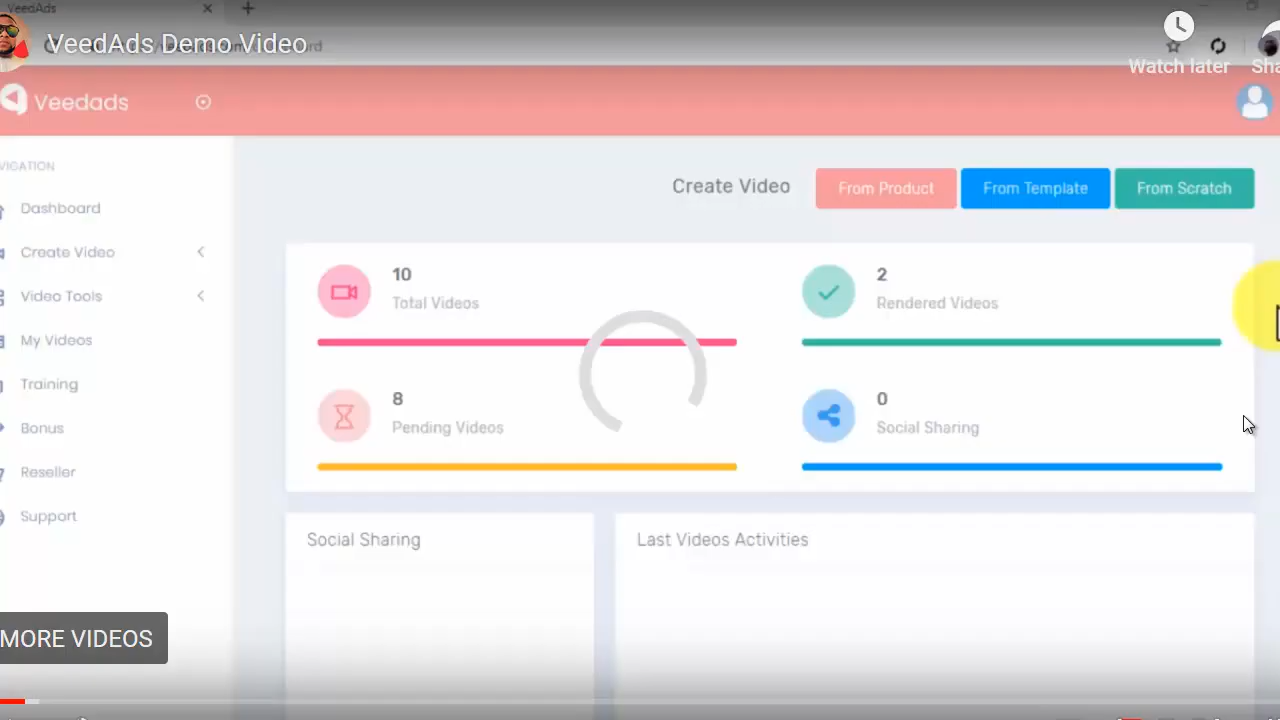 VeedAds
VeedAds Demo Video
Watch later
Veedads
Dashboard
Create Video
Video Tools
My Videos
Training
Bonus
Reseller
Support
Create Video
From Product
From Template
From Scratch
10
Total Videos
2
Rendered Videos
8
Pending Videos
0
Social Sharing
Social Sharing
Last Videos Activities
MORE VIDEOS